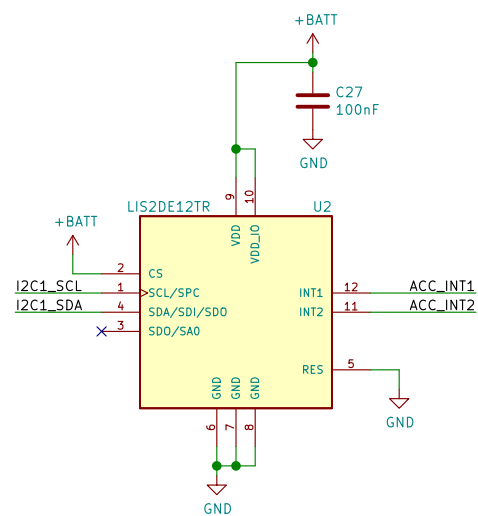 +BATT
C27
100nF
GND
LIS2DE12TR
U2
9
10
VDD
VDD_IO
+BATT
2
CS
I2C1_SCL
1
SCL/SPC
INT1
12
ACC_INT1
I2C1_SDA
4
SDA/SDI/SDO
INT2
11
ACC_INT2
3
SDO/SA0
RES
5
GND
GND
GND
GND
6
7
8
GND